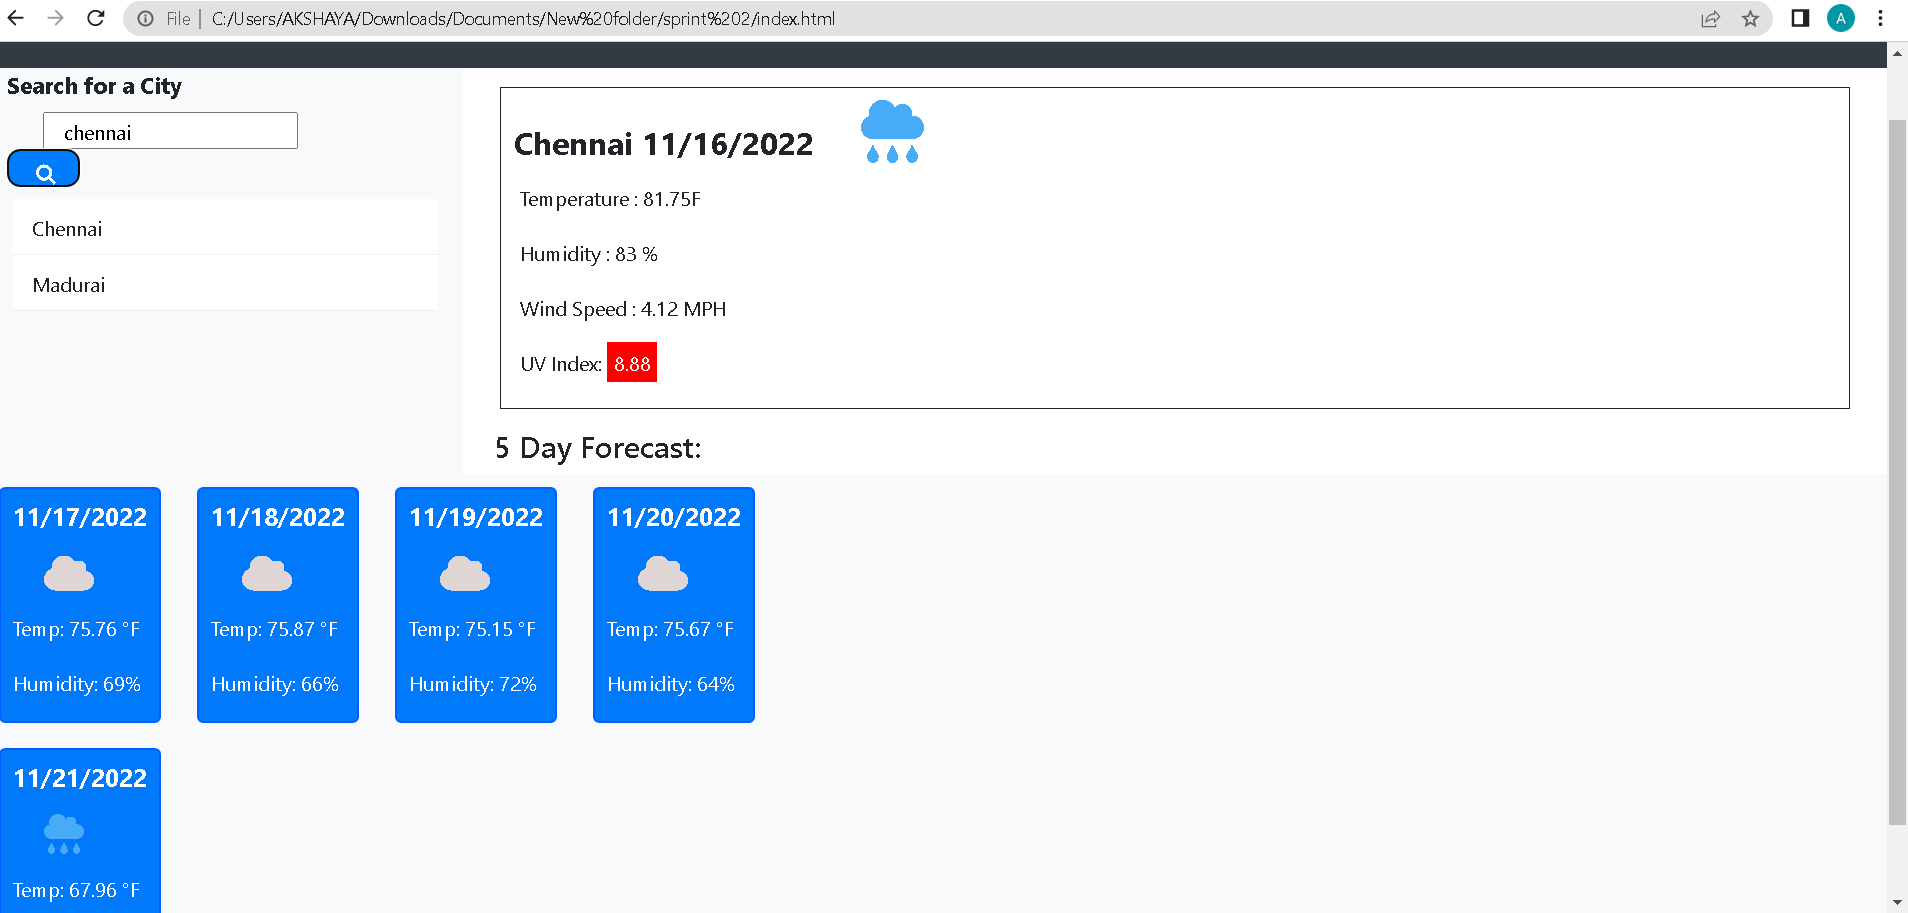 File | C:/Users/AKSHAYA/Downloads/Documents/New%20folder/sprint%202/index.html
A
Search for a City
chennai
Chennai
Madurai
Chennai 11/16/2022
Temperature : 81.75F
Humidity : 83 %
Wind Speed : 4.12 MPH
UV Index: 8.88
5 Day Forecast:
11/17/2022
Temp: 75.76 °F
Humidity: 69%
11/18/2022
Temp: 75.87 °F
Humidity: 66%
11/19/2022
Temp: 75.15 °F
Humidity: 72%
11/20/2022
Temp: 75.67 °F
Humidity: 64%
11/21/2022
Temp: 67.96 °F